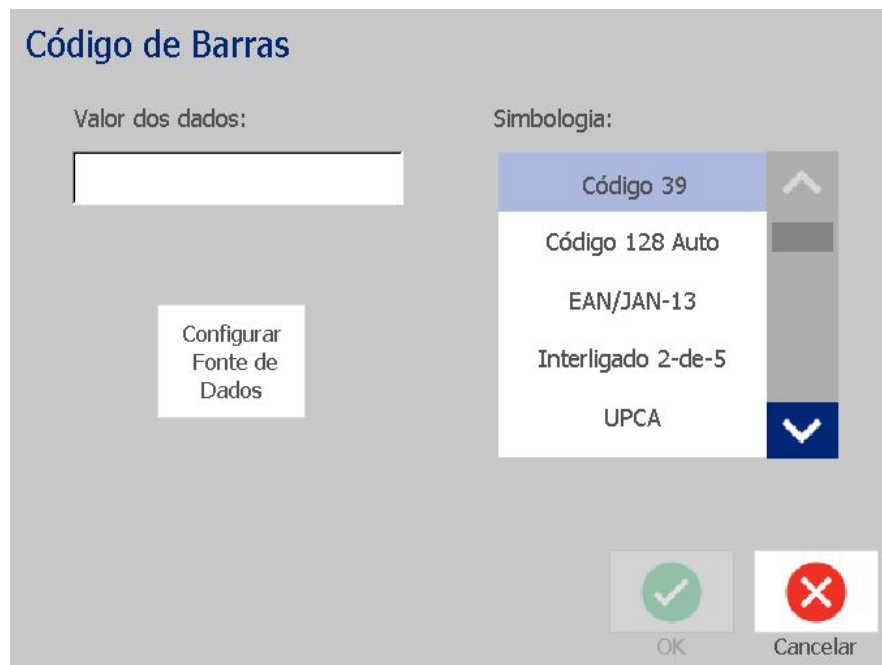 Código de Barras
Valor dos dados:
Simbologia:
Código 39
Código 128 Auto
EAN/JAN-13
Interligado 2-de-5
UPCA
Configurar
Fonte de
Dados
OK
Cancelar